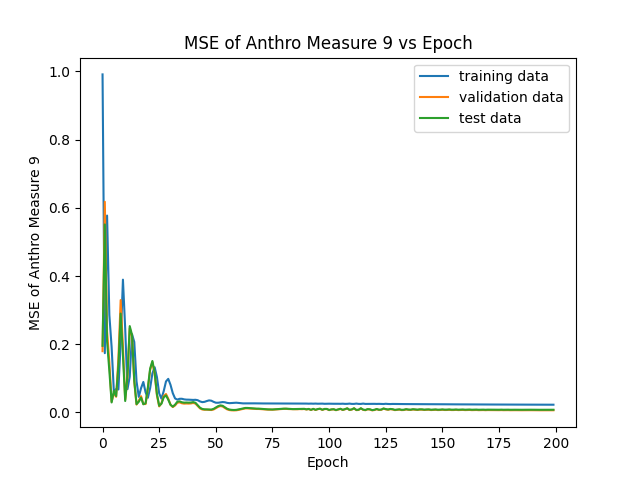 MSE of Anthro Measure 9 vs Epoch
training data
validation data
test data
MSE of Anthro Measure 9
1.0
0.8
0.6
0.4
0.2
0.0
0 25 50 75 100 125 150 175 200
Epoch